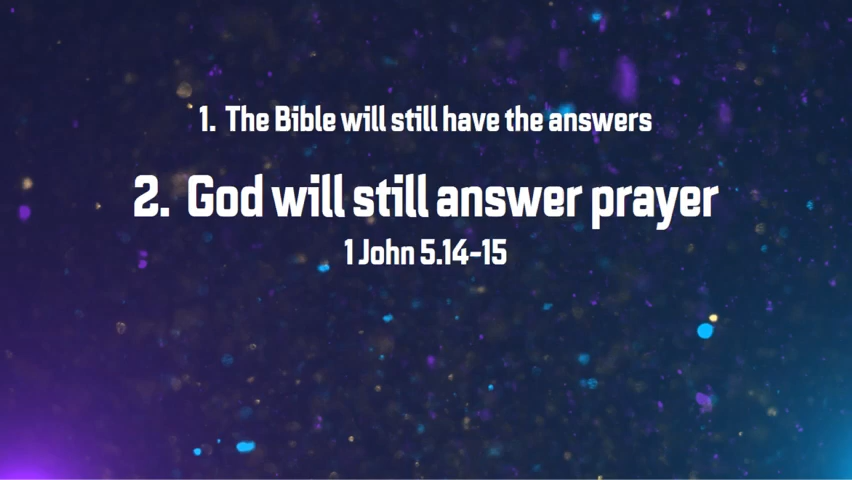 1. The Bible will still have the answers
2. God will still answer prayer
1 John 5.14-15